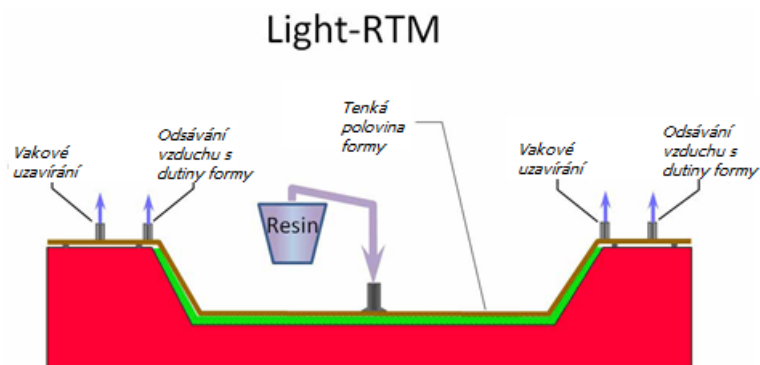 Light-RTM
Vakové
uzavírání
Odsávání
vzduchu s
dutiny formy
Tenká
polovina
formy
Vakové
uzavírání
Odsávání
vzduchu s
dutiny formy
Resin